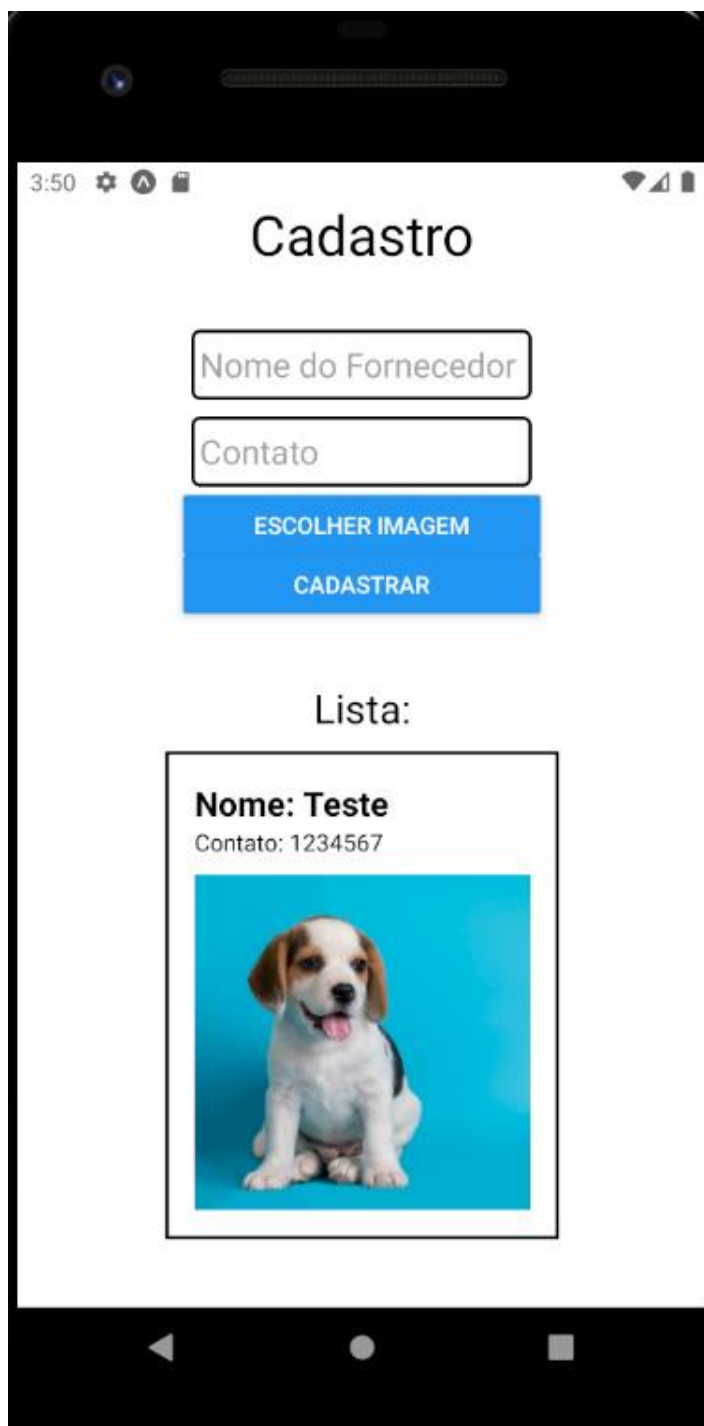 3:50
Cadastro
Nome do Fornecedor
Contato
ESCOLHER IMAGEM
CADASTRAR
Lista:
Nome: Teste
Contato: 1234567